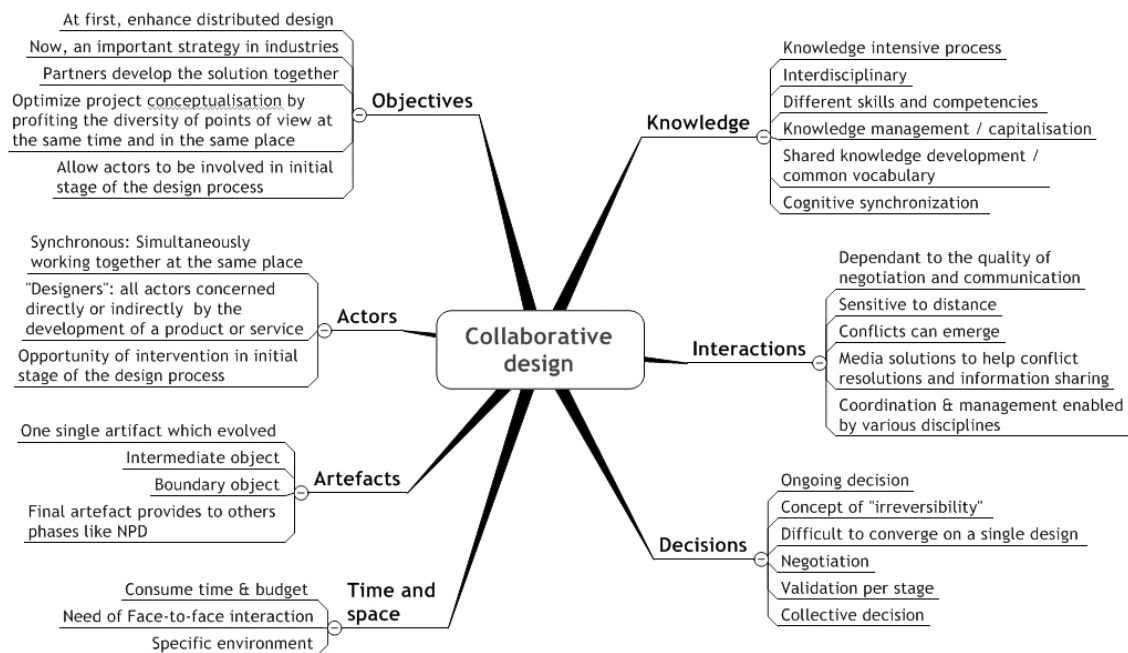 Collaborative
design
Objectives
At first, enhance distributed design
Now, an important strategy in industries
Partners develop the solution together
Optimize project conceptualisation by
profiting the diversity of points of view at
the same time and in the same place
Allow actors to be involved in initial
stage of the design process
Actors
Synchronous: Simultaneously
working together at the same place
"Designers": all actors concerned
directly or indirectly by the
development of a product or service
Opportunity of intervention in initial
stage of the design process
Artefacts
One single artifact which evolved
Intermediate object
Boundary object
Final artefact provides to others
phases like NPD
Time and
space
Consume time & budget
Need of Face-to-face interaction
Specific environment
Knowledge
Knowledge intensive process
Interdisciplinary
Different skills and competencies
Knowledge management / capitalisation
Shared knowledge development /
common vocabulary
Cognitive synchronization
Interactions
Dependant to the quality of
negotiation and communication
Sensitive to distance
Conflicts can emerge
Media solutions to help conflict
resolutions and information sharing
Coordination & management enabled
by various disciplines
Decisions
Ongoing decision
Concept of "irreversibility"
Difficult to converge on a single design
Negotiation
Validation per stage
Collective decision